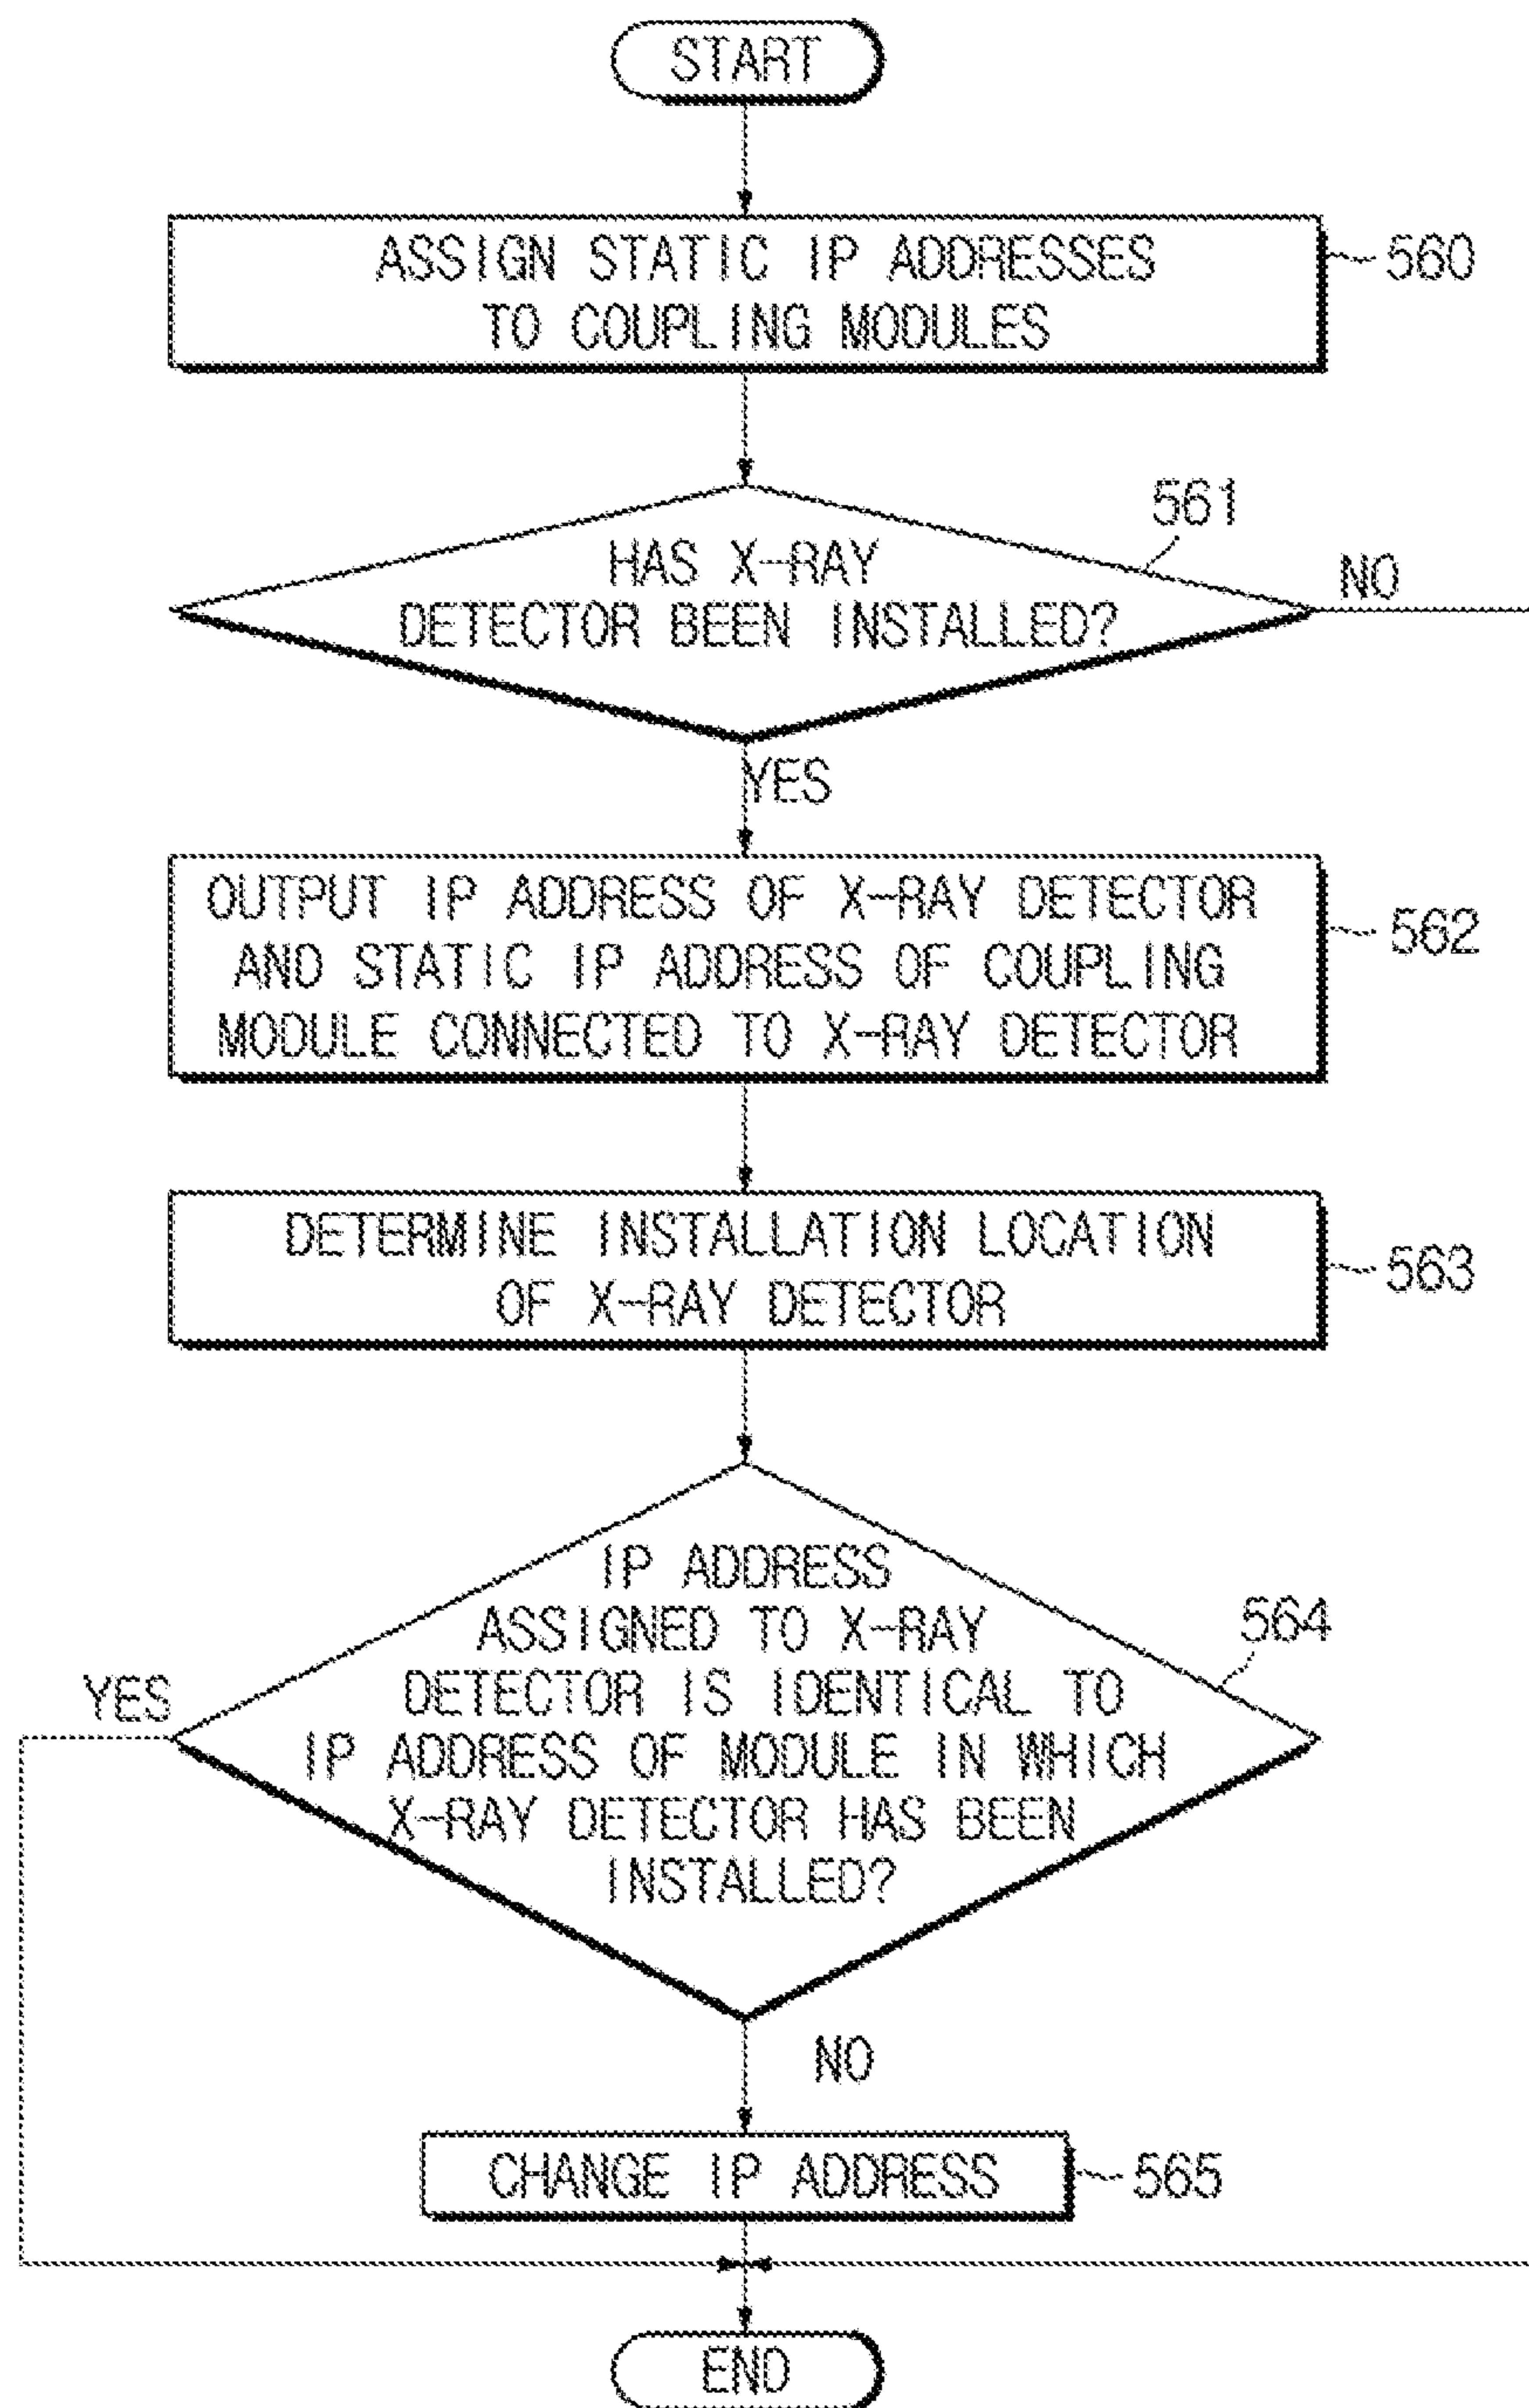 START
ASSIGN STATIC IP ADDRESSES
TO COUPLING MODULES
560
561
HAS X-RAY
DETECTOR BEEN INSTALLED?
NO
YES
OUTPUT IP ADDRESS OF X-RAY DETECTOR
AND STATIC IP ADDRESS OF COUPLING
MODULE CONNECTED TO X-RAY DETECTOR
562
DETERMINE INSTALLATION LOCATION
OF X-RAY DETECTOR
563
IP ADDRESS
ASSIGNED TO X-RAY
DETECTOR IS IDENTICAL TO
IP ADDRESS OF MODULE IN WHICH
X-RAY DETECTOR HAS BEEN
INSTALLED?
564
YES
NO
CHANGE IP ADDRESS
565
END